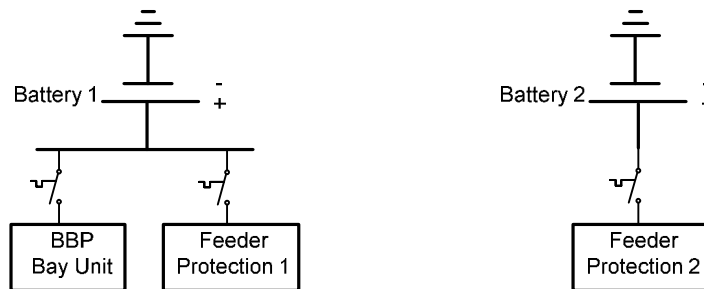 Battery 1
-
+
Battery 2
BBP
Bay Unit
Feeder
Protection 1
Feeder
Protection 2